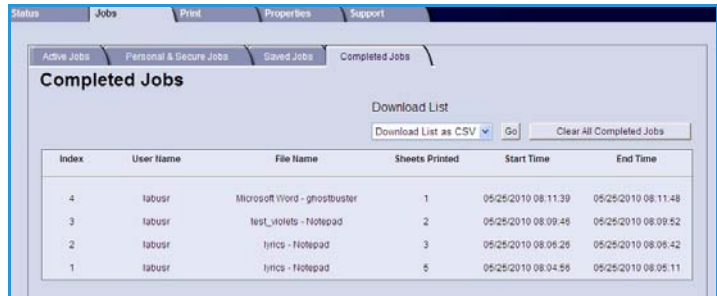 Status Jobs Print Properties Support
Active Jobs Personal & Secure Jobs Saved Jobs Completed Jobs
Completed Jobs
Download List
Download List as CSV Go Clear All Completed Jobs
Index User Name File Name Sheets Printed Start Time End Time
4 labusr Microsoft Word - ghostbuster 1 05/25/2010 08:11:39 05/25/2010 08:11:48
3 labusr test_violets - Notepad 2 05/25/2010 08:09:46 05/25/2010 08:09:52
2 labusr lyrics - Notepad 3 05/25/2010 08:06:26 05/25/2010 08:06:42
1 labusr lyrics - Notepad 5 05/25/2010 08:04:56 05/25/2010 08:05:11